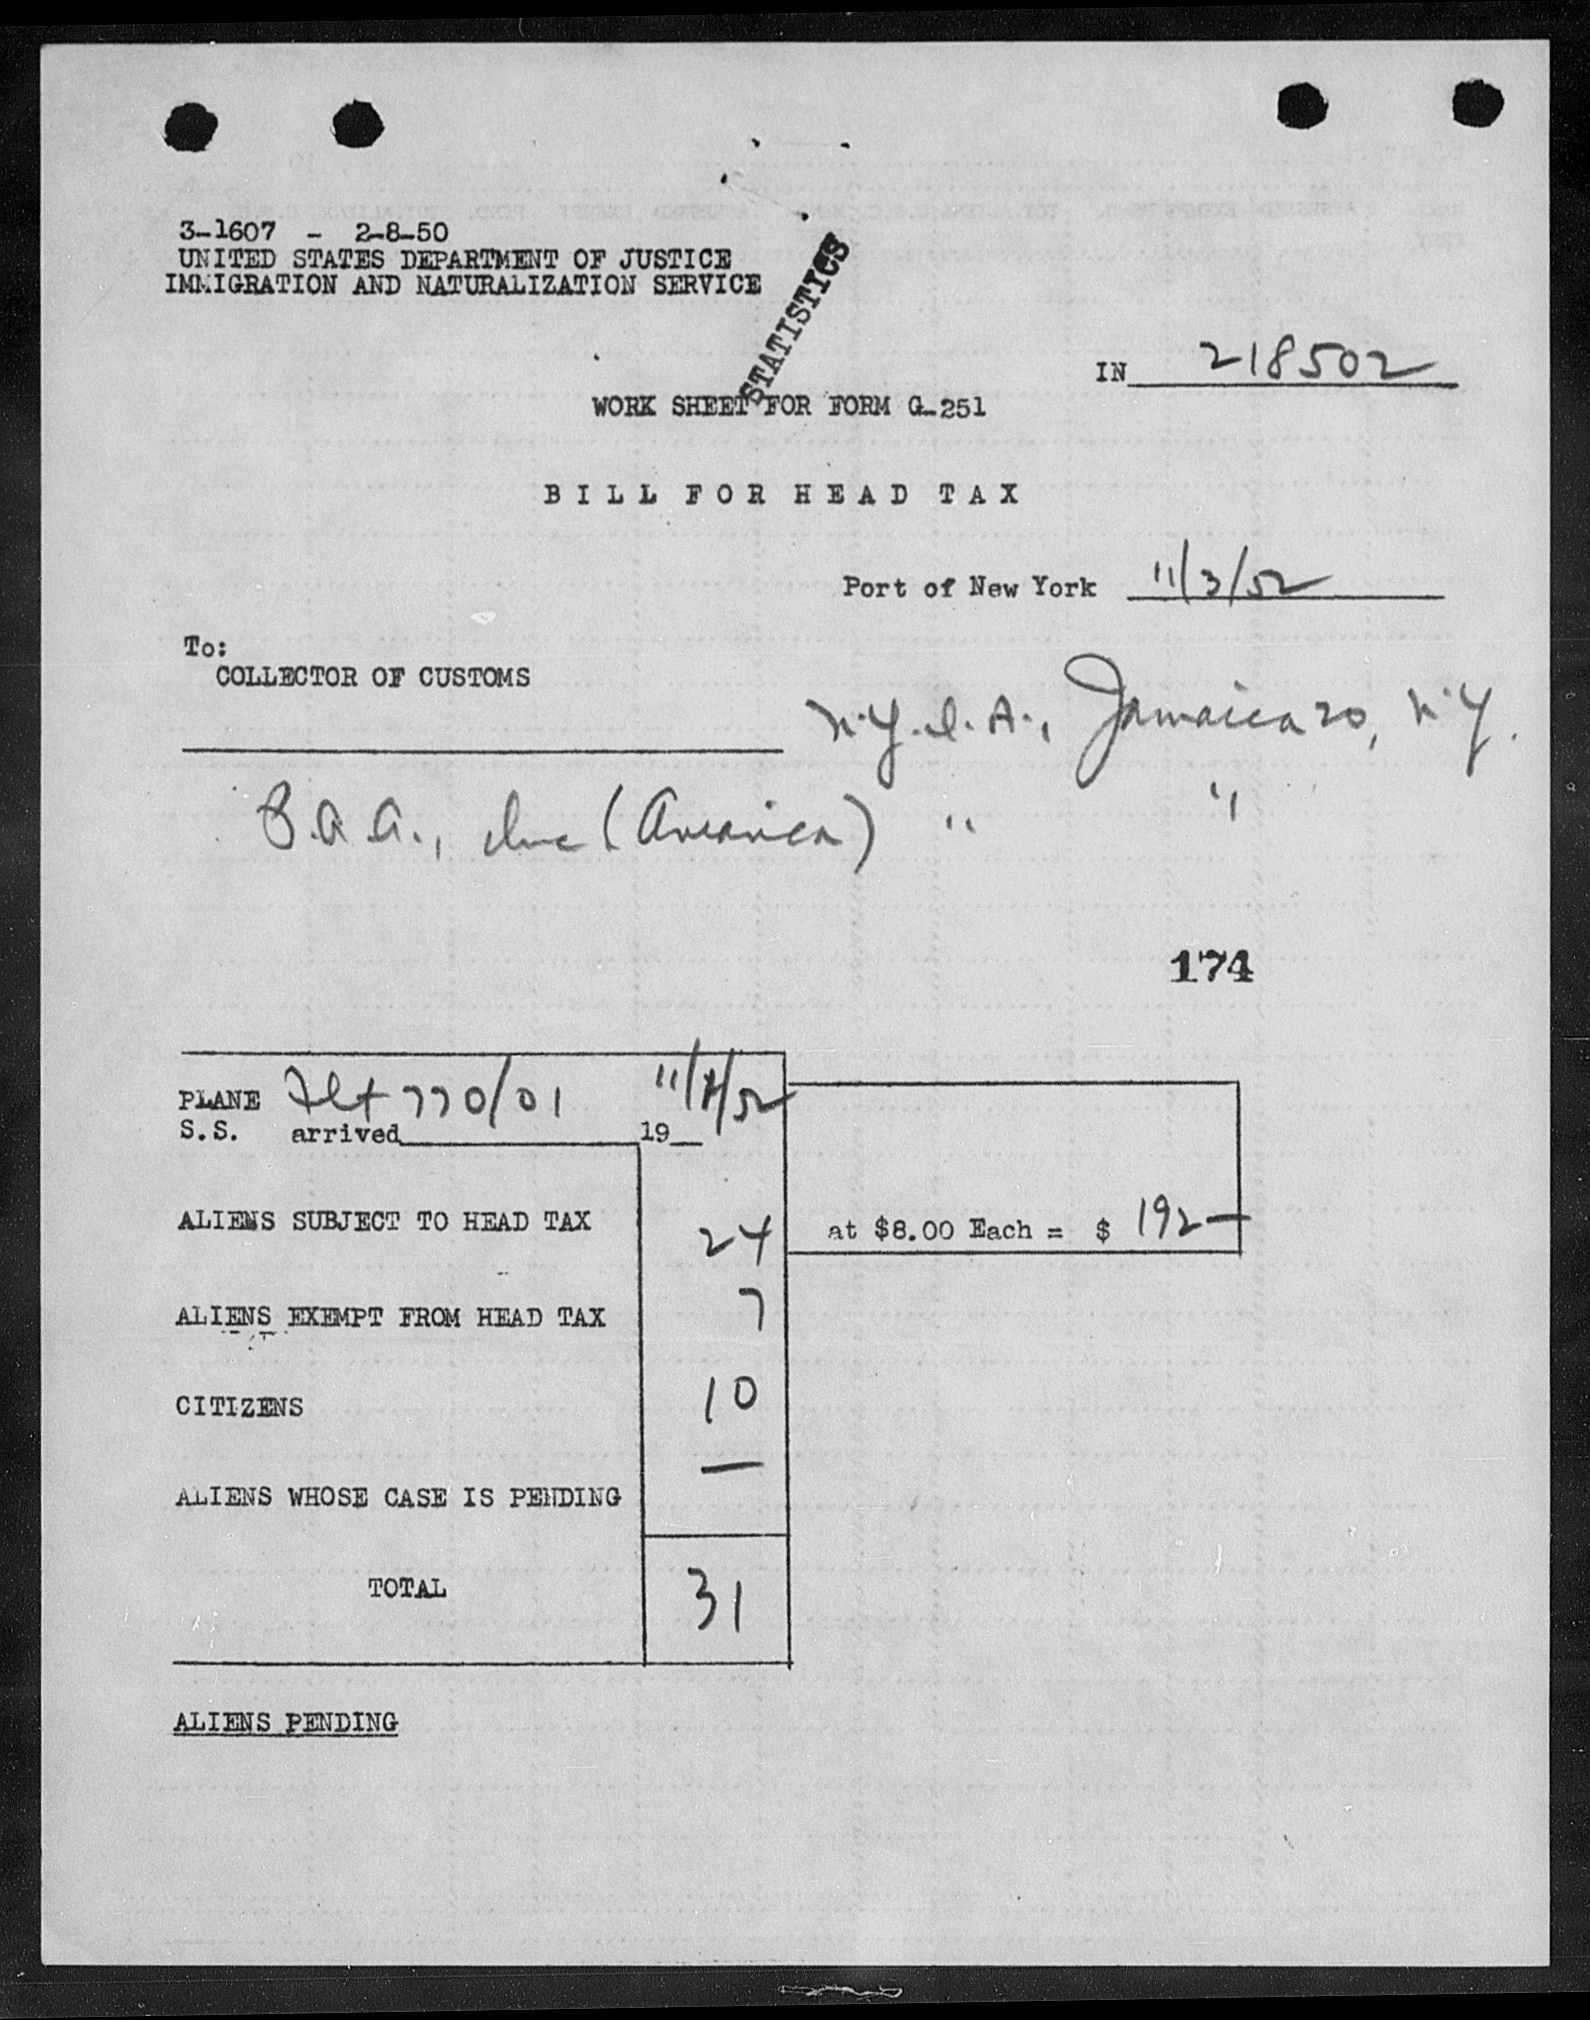 3-1607 - 2-8-50
UNITED STATES DEPARTMENT OF JUSTICE
IMMIGRATION AND NATURALIZATION SERVICE
STATISTICS
IN 218502
WORK SHEET FOR FORM G-251
BILL FOR HEAD TAX
Port of New York 11/3/52
To:
COLLECTOR OF CUSTOMS
N.Y.I.A., Jamaica 20, N.Y.
Inc (America) " "
174
PLANE Flt 770/01 11/ /52
S.S. arrived 19
ALIENS SUBJECT TO HEAD TAX 24 at $8.00 Each = $ 192-
ALIENS EXEMPT FROM HEAD TAX 7
CITIZENS 10
ALIENS WHOSE CASE IS PENDING —
TOTAL 31
ALIENS PENDING